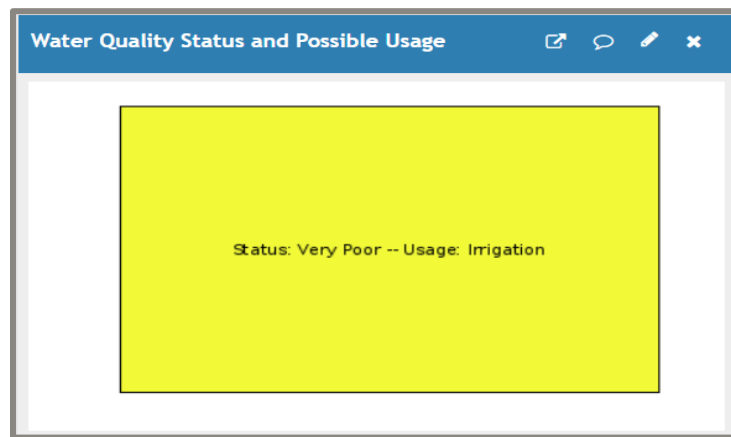 Water Quality Status and Possible Usage
Status: Very Poor -- Usage: Irrigation